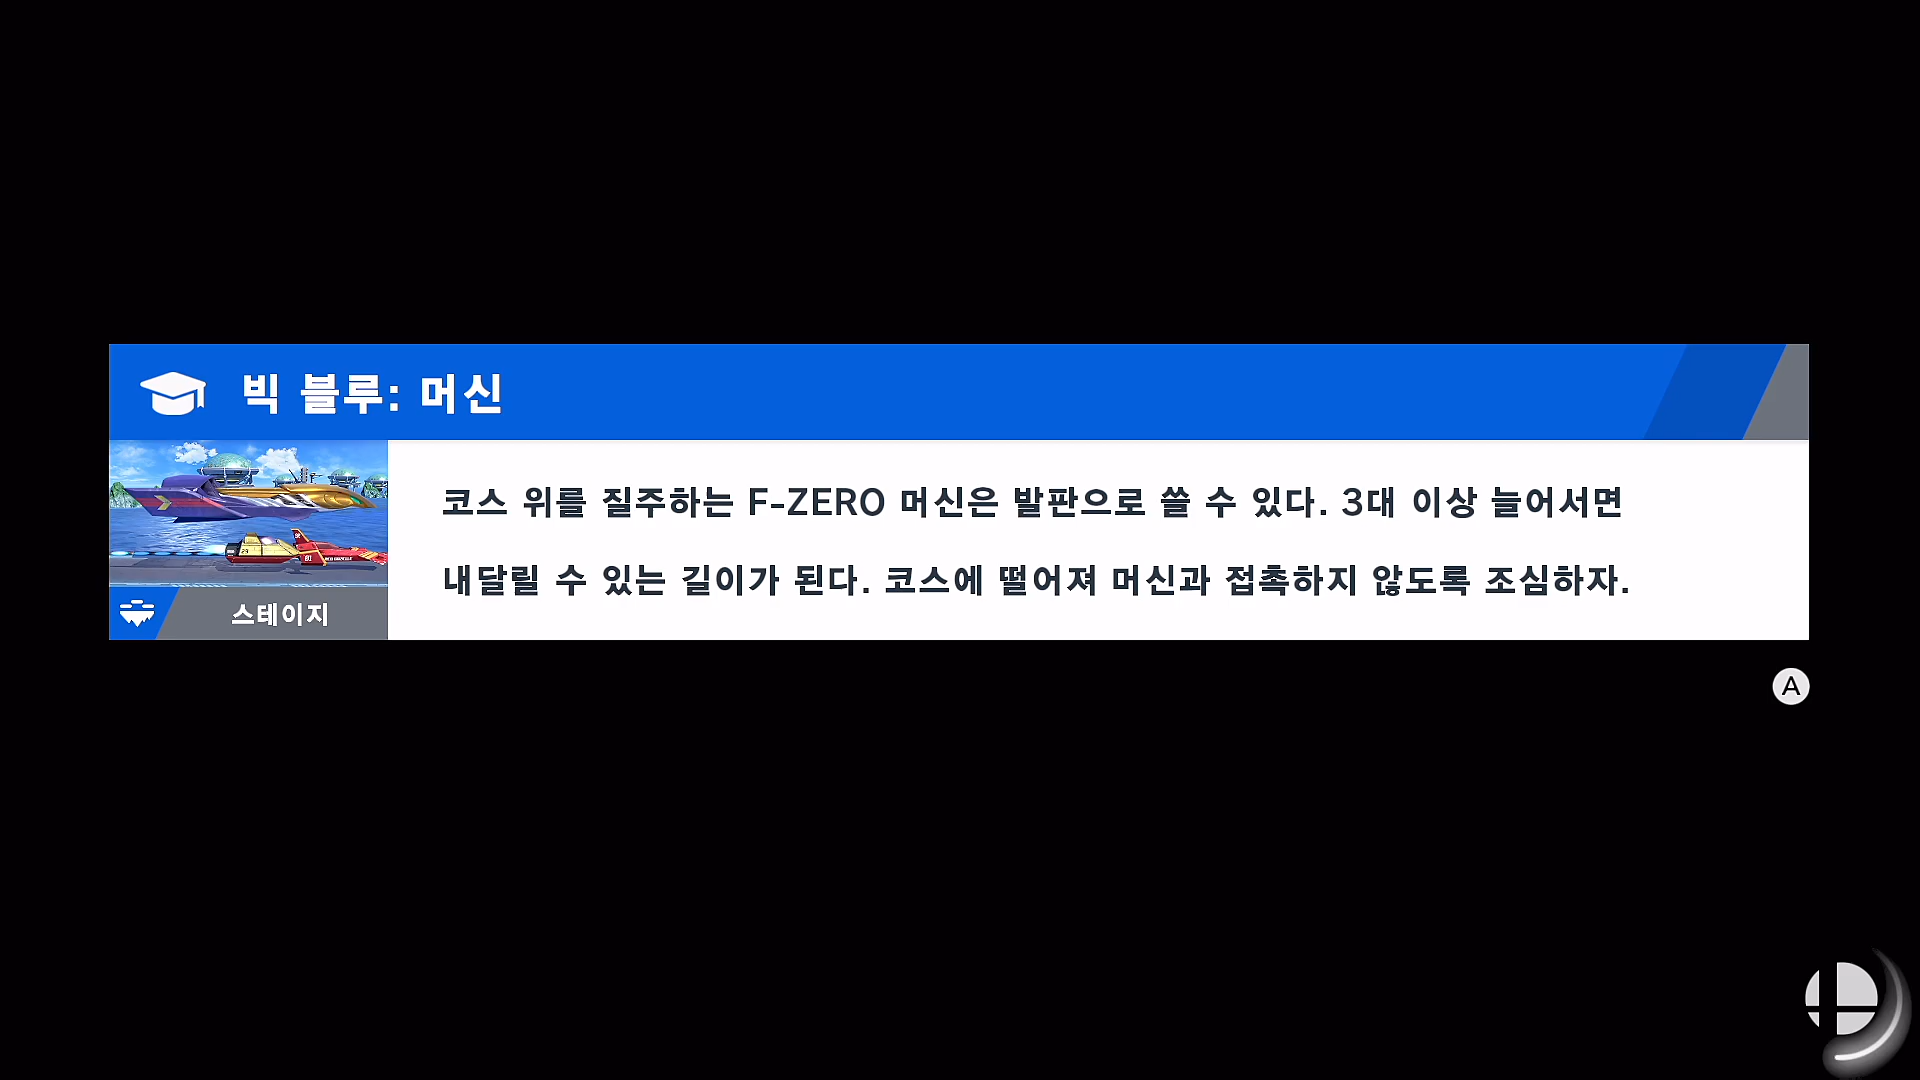 빅 블루: 머신
코스 위를 질주하는 F-ZERO 머신은 발판으로 쓸 수 있다. 3대 이상 늘어서면
내달릴 수 있는 길이가 된다. 코스에 떨어져 머신과 접촉하지 않도록 조심하자.
스테이지
A